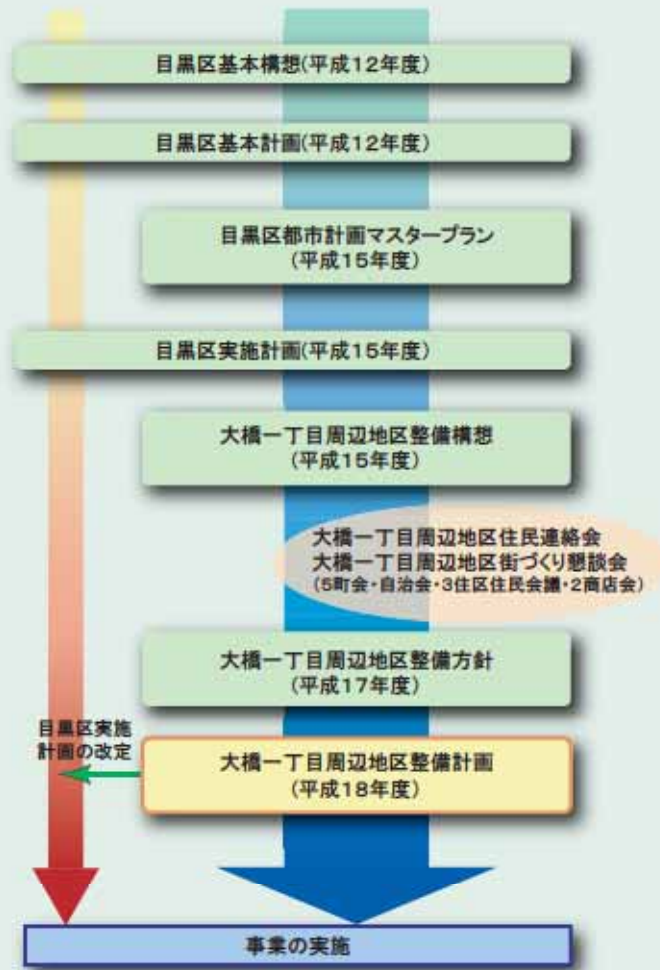 目黒区基本構想(平成12年度)
目黒区基本計画(平成12年度)
目黒区都市計画マスタープラン
(平成15年度)
目黒区実施計画(平成15年度)
大橋一丁目周辺地区整備構想
(平成15年度)
大橋一丁目周辺地区住民連絡会
大橋一丁目周辺地区街づくり懇談会
(5町会・自治会・3住区住民会議・2商店会)
大橋一丁目周辺地区整備方針
(平成17年度)
目黒区実施
計画の改定
大橋一丁目周辺地区整備計画
(平成18年度)
事業の実施